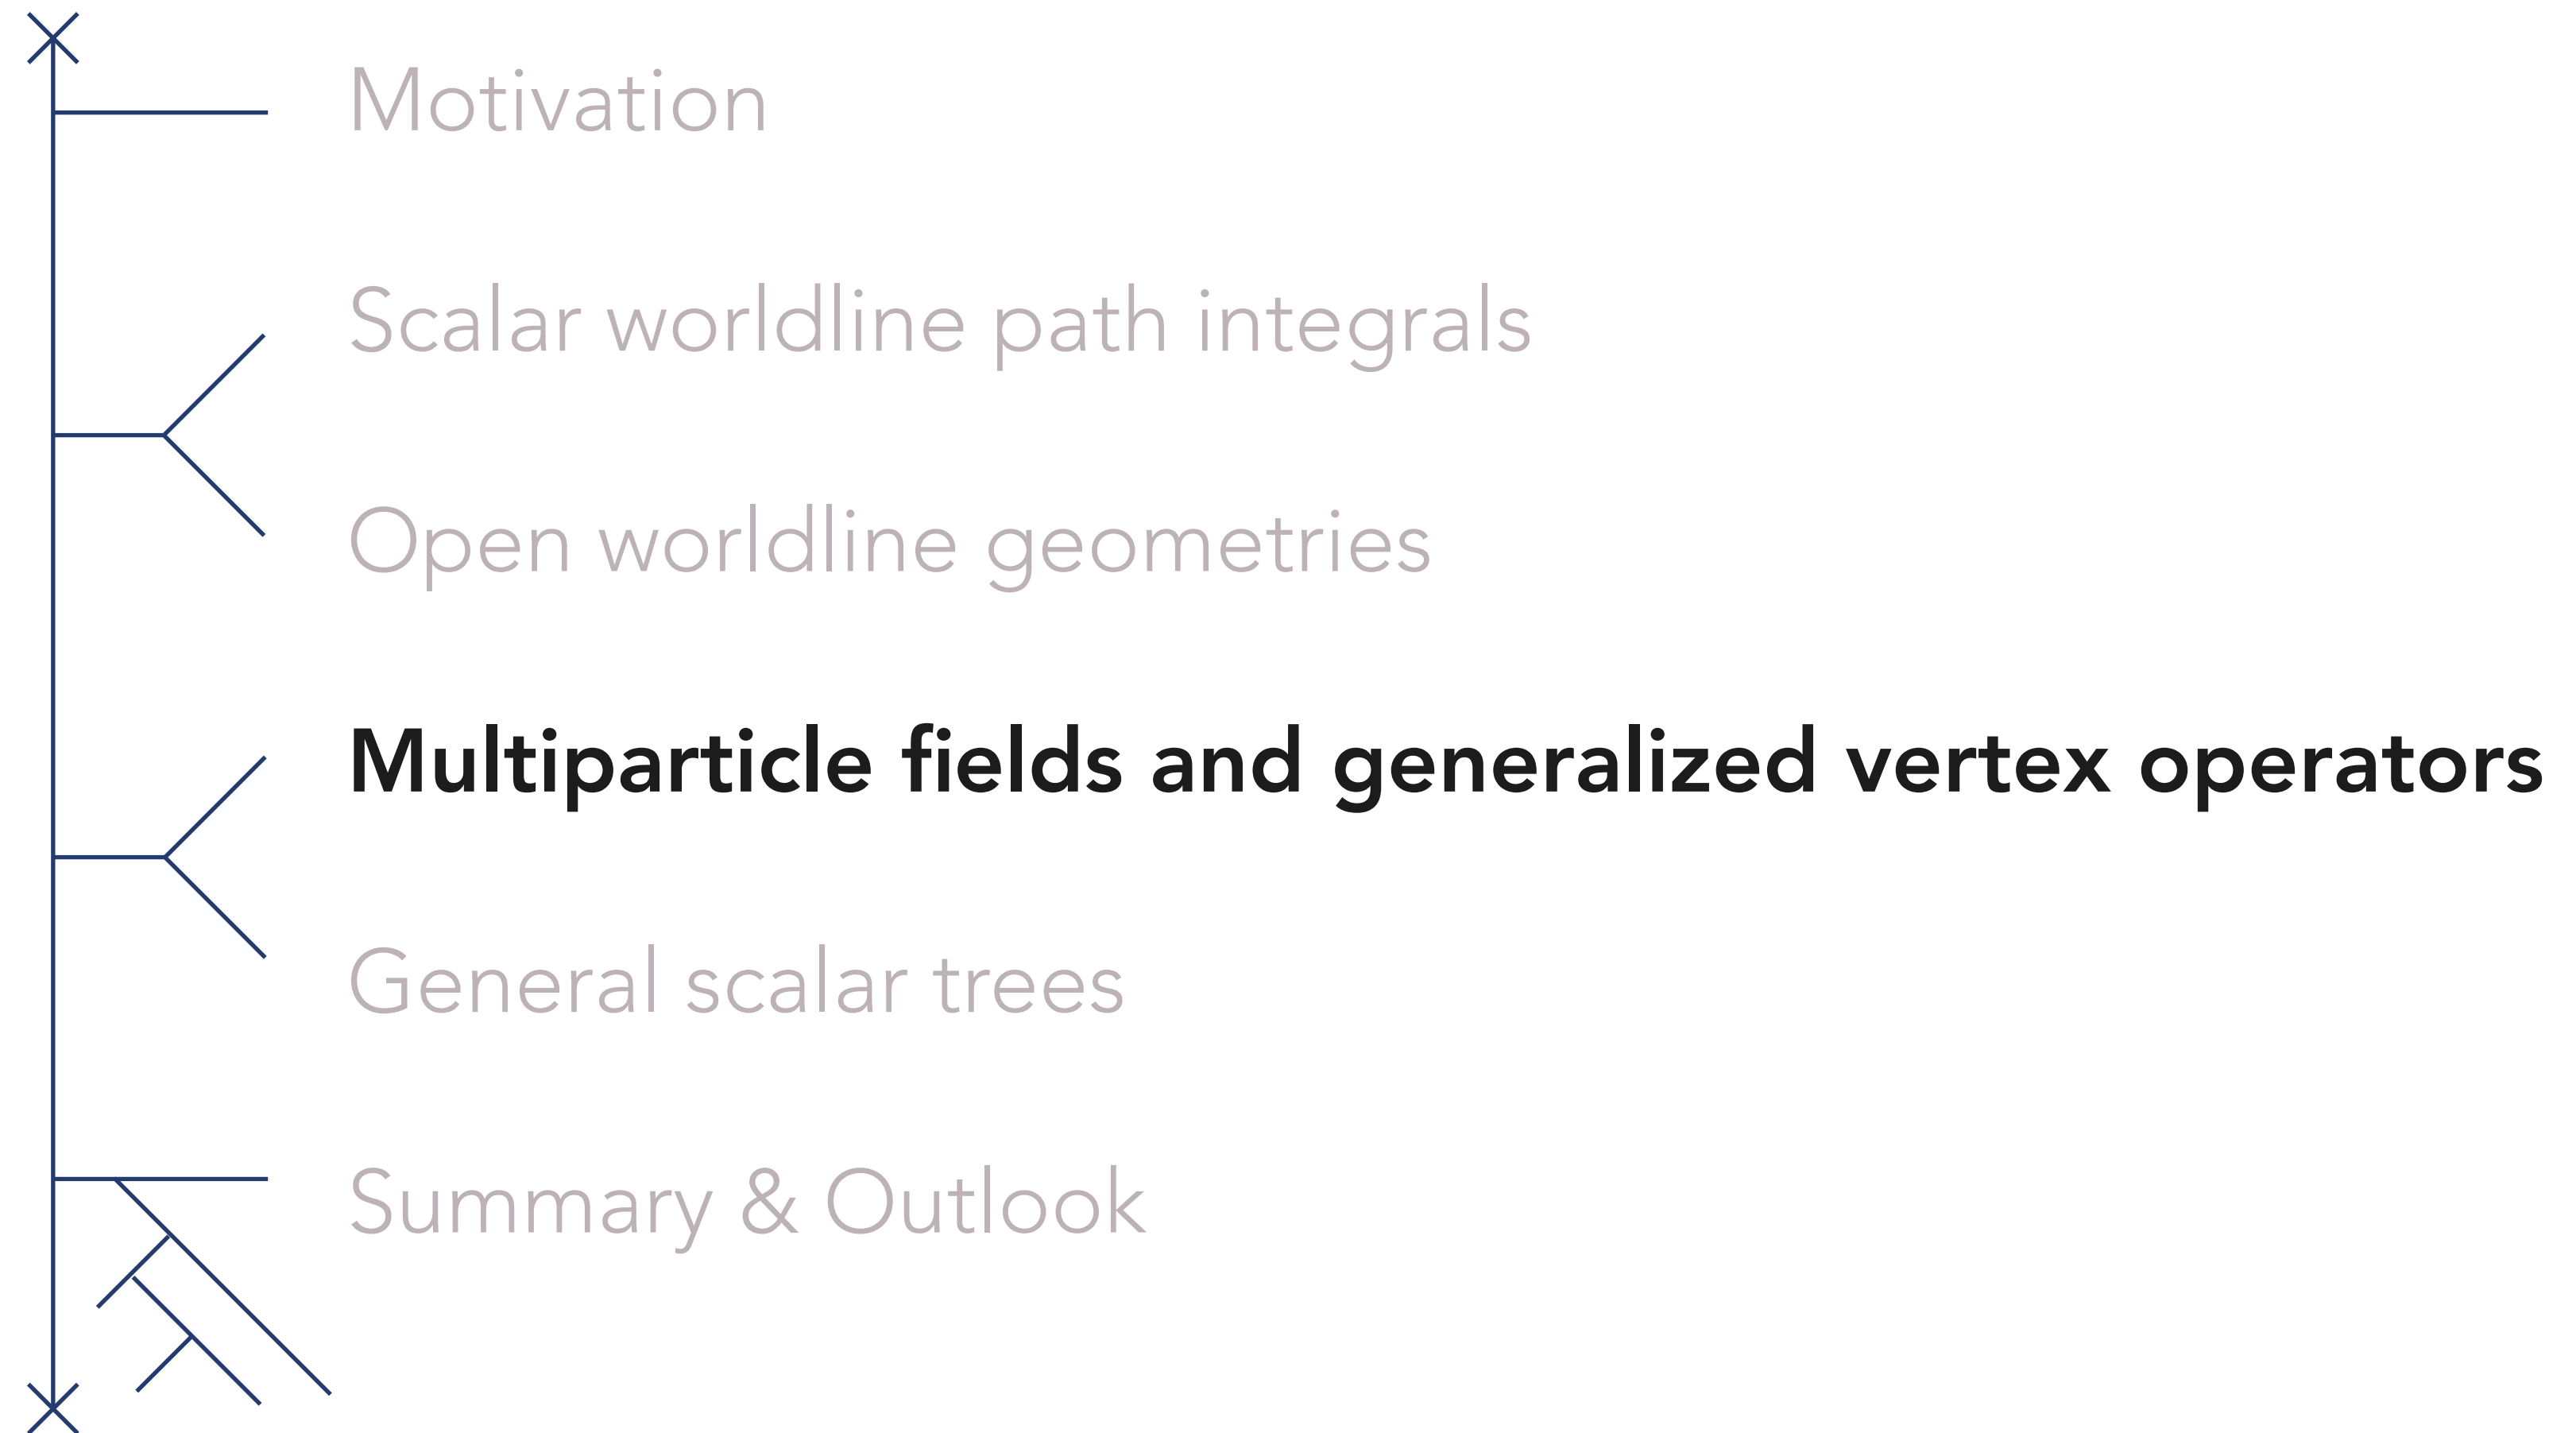 Motivation
Scalar worldline path integrals
Open worldline geometries
Multiparticle fields and generalized vertex operators
General scalar trees
Summary & Outlook